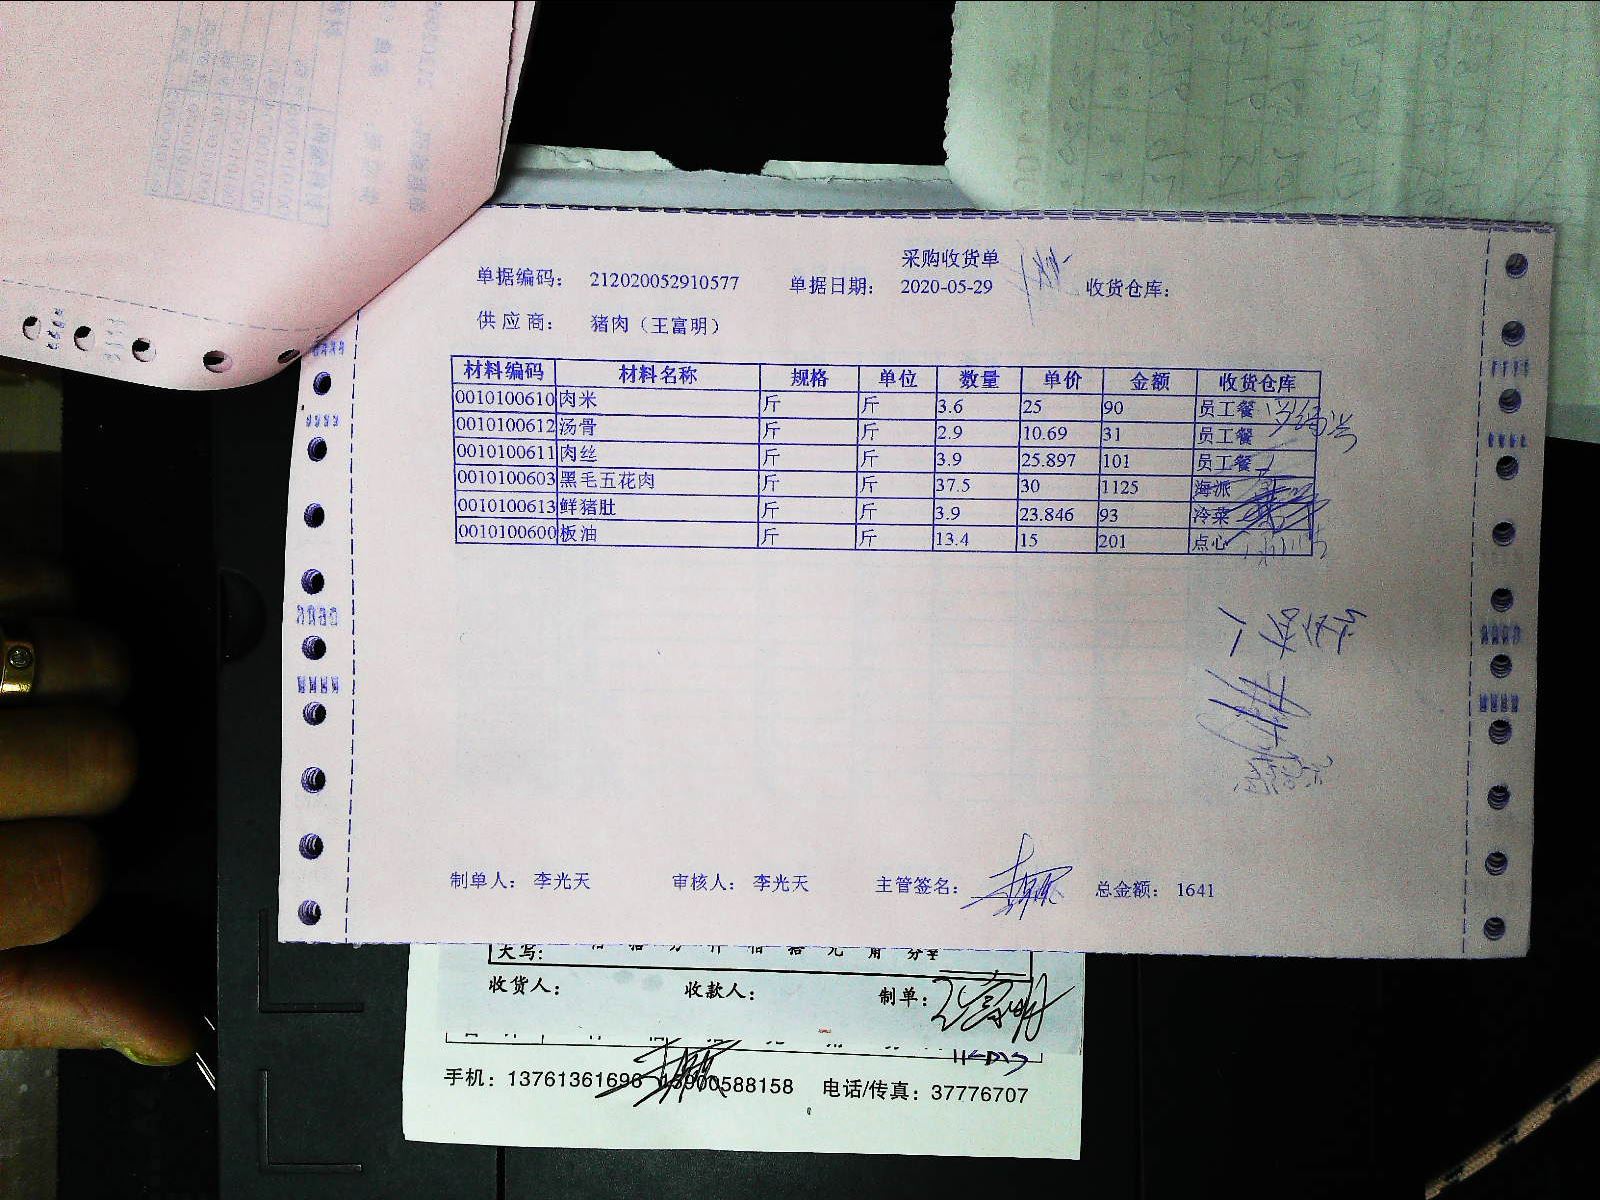 采购收货单
单据编码： 212020052910577 单据日期： 2020-05-29 收货仓库：
供应商： 猪肉（王富明）
材料编码 材料名称 规格 单位 数量 单价 金额 收货仓库
0010100610 肉米 斤 斤 3.6 25 90 员工餐
0010100612 汤骨 斤 斤 2.9 10.69 31 员工餐
0010100611 肉丝 斤 斤 3.9 25.897 101 员工餐
0010100603 黑毛五花肉 斤 斤 37.5 30 1125 海派
0010100613 鲜猪肚 斤 斤 3.9 23.846 93 冷菜
0010100600 板油 斤 斤 13.4 15 201 点心
制单人： 李光天 审核人： 李光天 主管签名： 总金额： 1641
大写：
收货人： 收款人： 制单：
手机：13761361696 13900588158 电话/传真：37776707